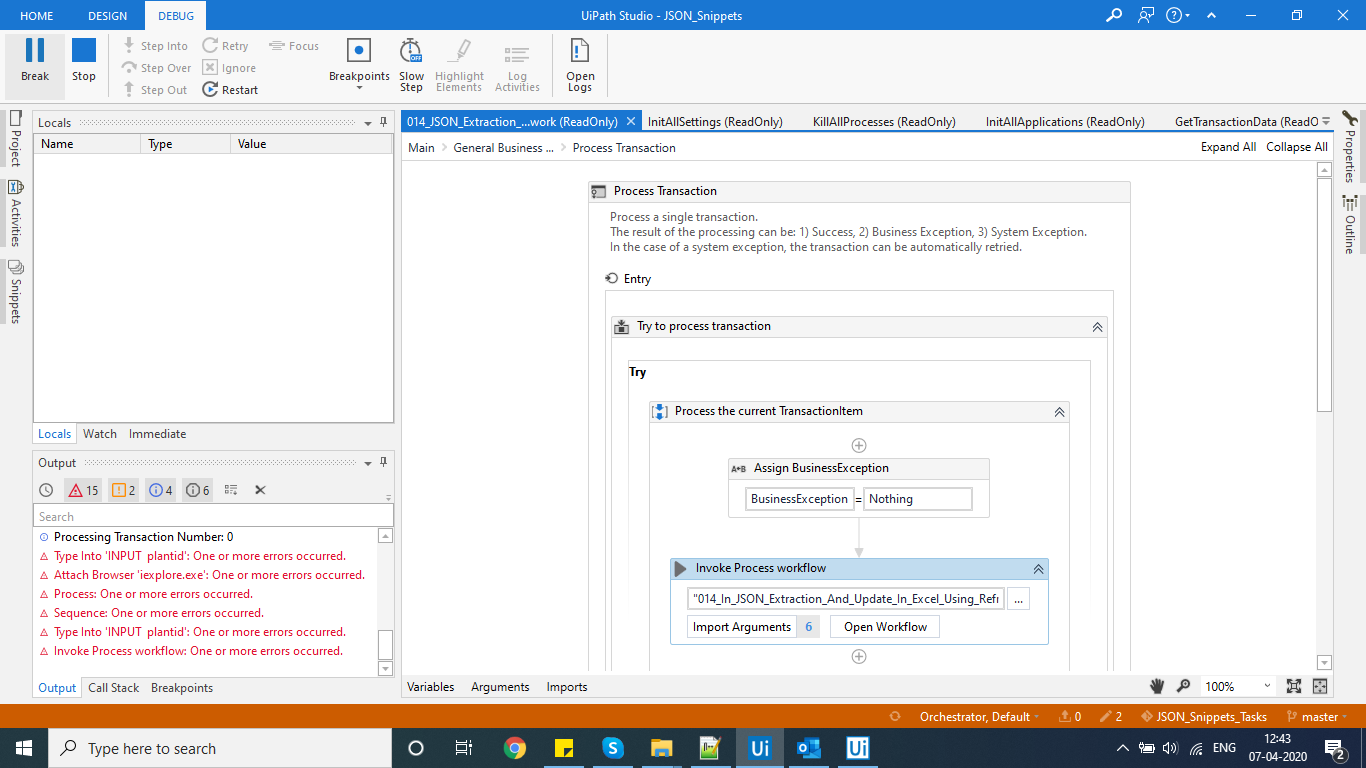 HOME DESIGN DEBUG UiPath Studio - JSON_Snippets
Break
Stop
Step Into
Step Over
Step Out
Retry
Ignore
Restart
Focus
Breakpoints
Slow
Step
Highlight
Elements
Log
Activities
Open
Logs
Project
Activities
Snippets
Locals
Name Type Value
Locals Watch Immediate
Output
15 2 4 6
Search
Processing Transaction Number: 0
Type Into 'INPUT plantid': One or more errors occurred.
Attach Browser 'iexplore.exe': One or more errors occurred.
Process: One or more errors occurred.
Sequence: One or more errors occurred.
Type Into 'INPUT plantid': One or more errors occurred.
Invoke Process workflow: One or more errors occurred.
Output Call Stack Breakpoints
014_JSON_Extraction_...work (ReadOnly) InitAllSettings (ReadOnly) KillAllProcesses (ReadOnly) InitAllApplications (ReadOnly) GetTransactionData (ReadO
Main General Business ... Process Transaction Expand All Collapse All
Process Transaction
Process a single transaction.
The result of the processing can be: 1) Success, 2) Business Exception, 3) System Exception.
In the case of a system exception, the transaction can be automatically retried.
Entry
Try to process transaction
Try
Process the current TransactionItem
A*B Assign BusinessException
BusinessException = Nothing
Invoke Process workflow
"014_In_JSON_Extraction_And_Update_In_Excel_Using_Refr ...
Import Arguments 6 Open Workflow
Variables Arguments Imports 100%
Properties
Outline
Orchestrator, Default 0 2 JSON_Snippets_Tasks master
Type here to search
Ui
Ui
ENG
12:43
07-04-2020
2